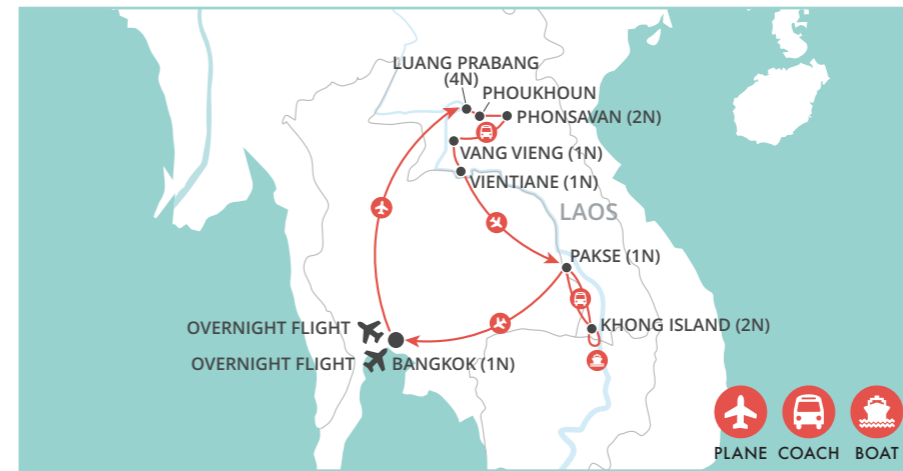 LUANG PRABANG
(4N)
PHOUKHOUN
PHONSAVAN (2N)
VANG VIENG (1N)
VIENTIANE (1N)
LAOS
PAKSE (1N)
KHONG ISLAND (2N)
OVERNIGHT FLIGHT
OVERNIGHT FLIGHT
BANGKOK (1N)
PLANE COACH BOAT